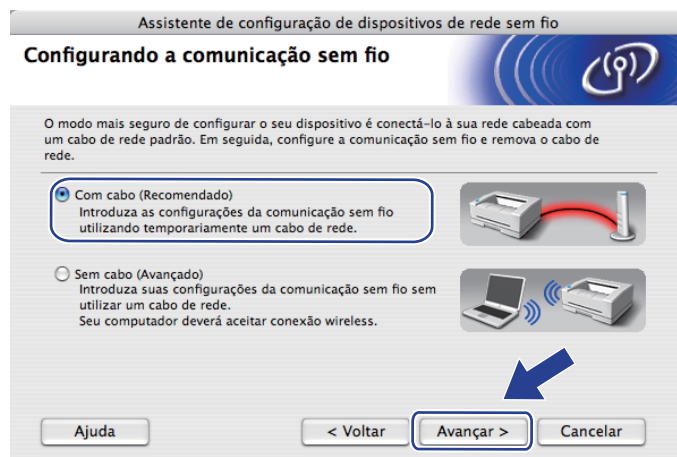 Assistente de configuração de dispositivos de rede sem fio
Configurando a comunicação sem fio
O modo mais seguro de configurar o seu dispositivo é conectá-lo à sua rede cabeada com
um cabo de rede padrão. Em seguida, configure a comunicação sem fio e remova o cabo de
rede.
Com cabo (Recomendado)
Introduza as configurações da comunicação sem fio
utilizando temporariamente um cabo de rede.
Sem cabo (Avançado)
Introduza suas configurações da comunicação sem fio sem
utilizar um cabo de rede.
Seu computador deverá aceitar conexão wireless.
Ajuda
< Voltar
Avançar >
Cancelar